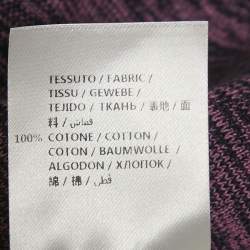 TESSUTO / FABRIC /
TISSU / GEWEBE /
TEJIDO / ТКАНЬ / 裏地 / 面
料 / قماش /
100% COTONE / COTTON /
COTON / BAUMWOLLE /
ALGODON / ХЛОПОК /
綿 / 棉 / قطن /